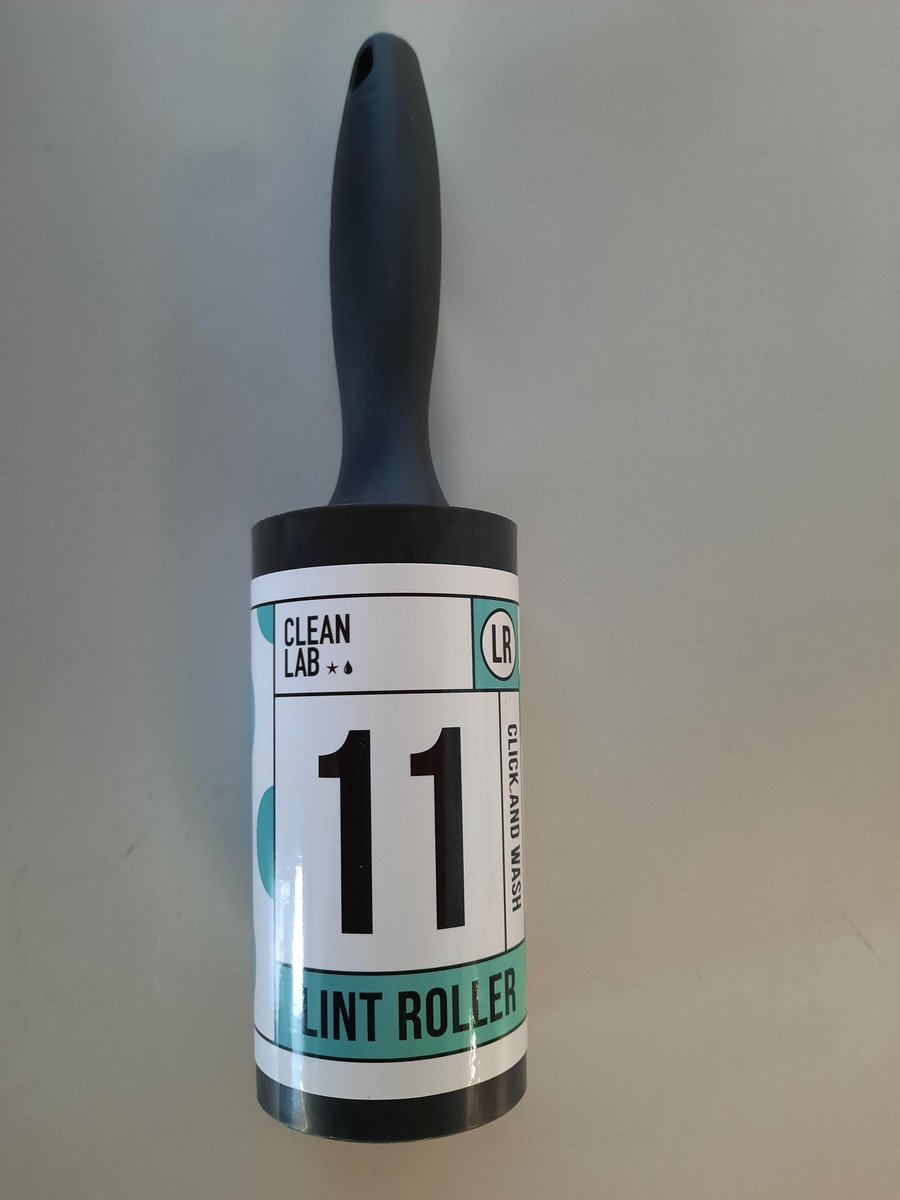 CLEAN
LAB
LR
11
CLICK AND WASH
LINT ROLLER